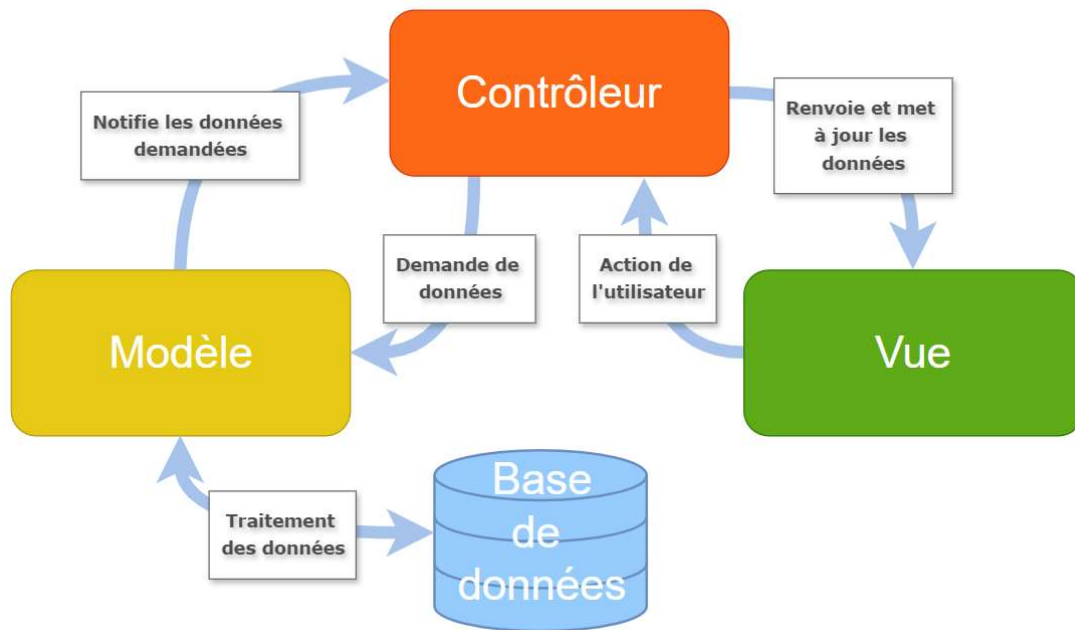 Contrôleur
Notifie les données
demandées
Renvoie et met
à jour les
données
Demande de
données
Action de
l'utilisateur
Modèle
Vue
Base
de
données
Traitement
des données